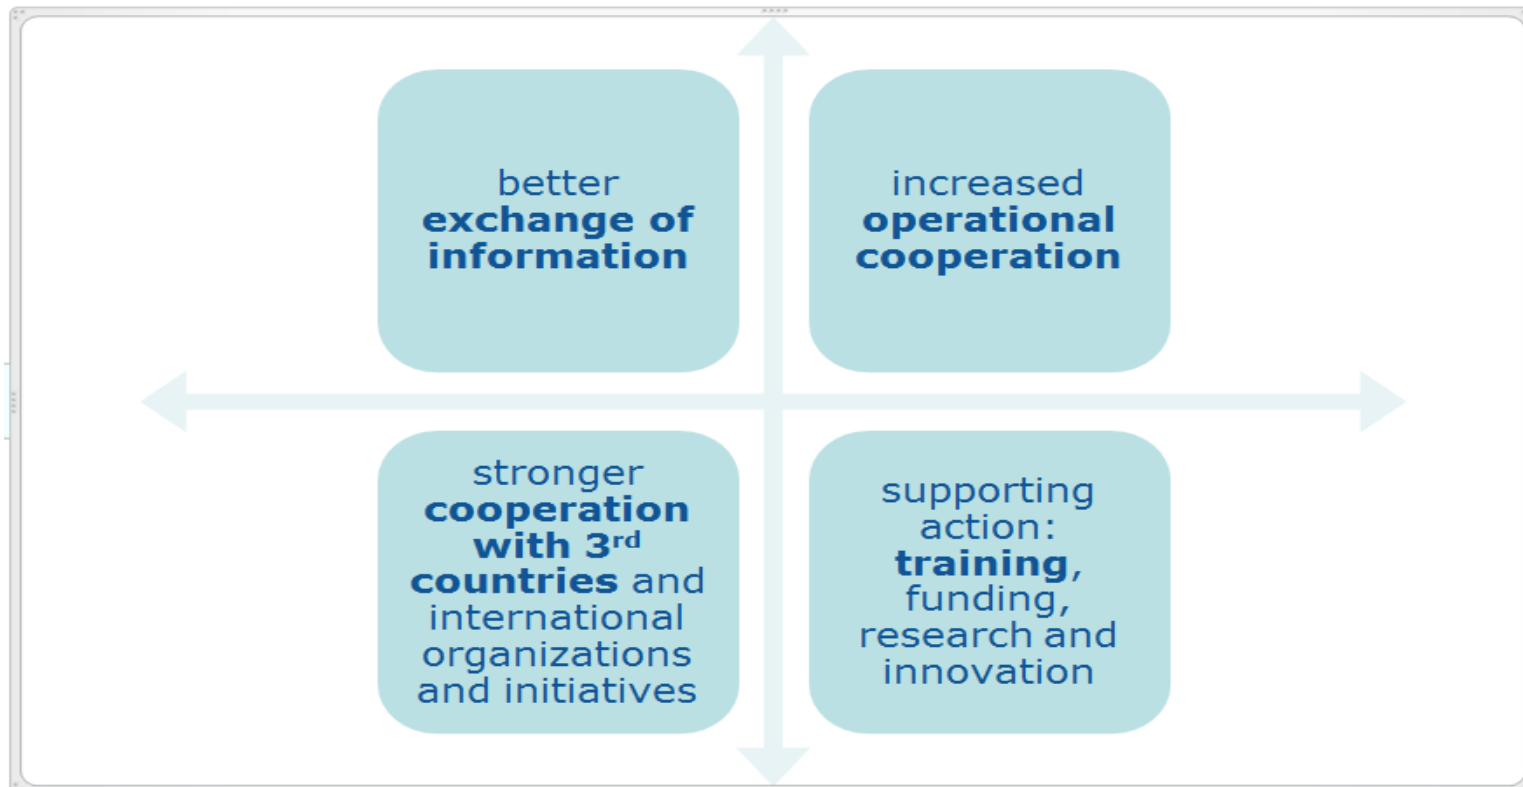 better
exchange of
information
increased
operational
cooperation
stronger
cooperation
with 3rd
countries and
international
organizations
and initiatives
supporting
action:
training,
funding,
research and
innovation